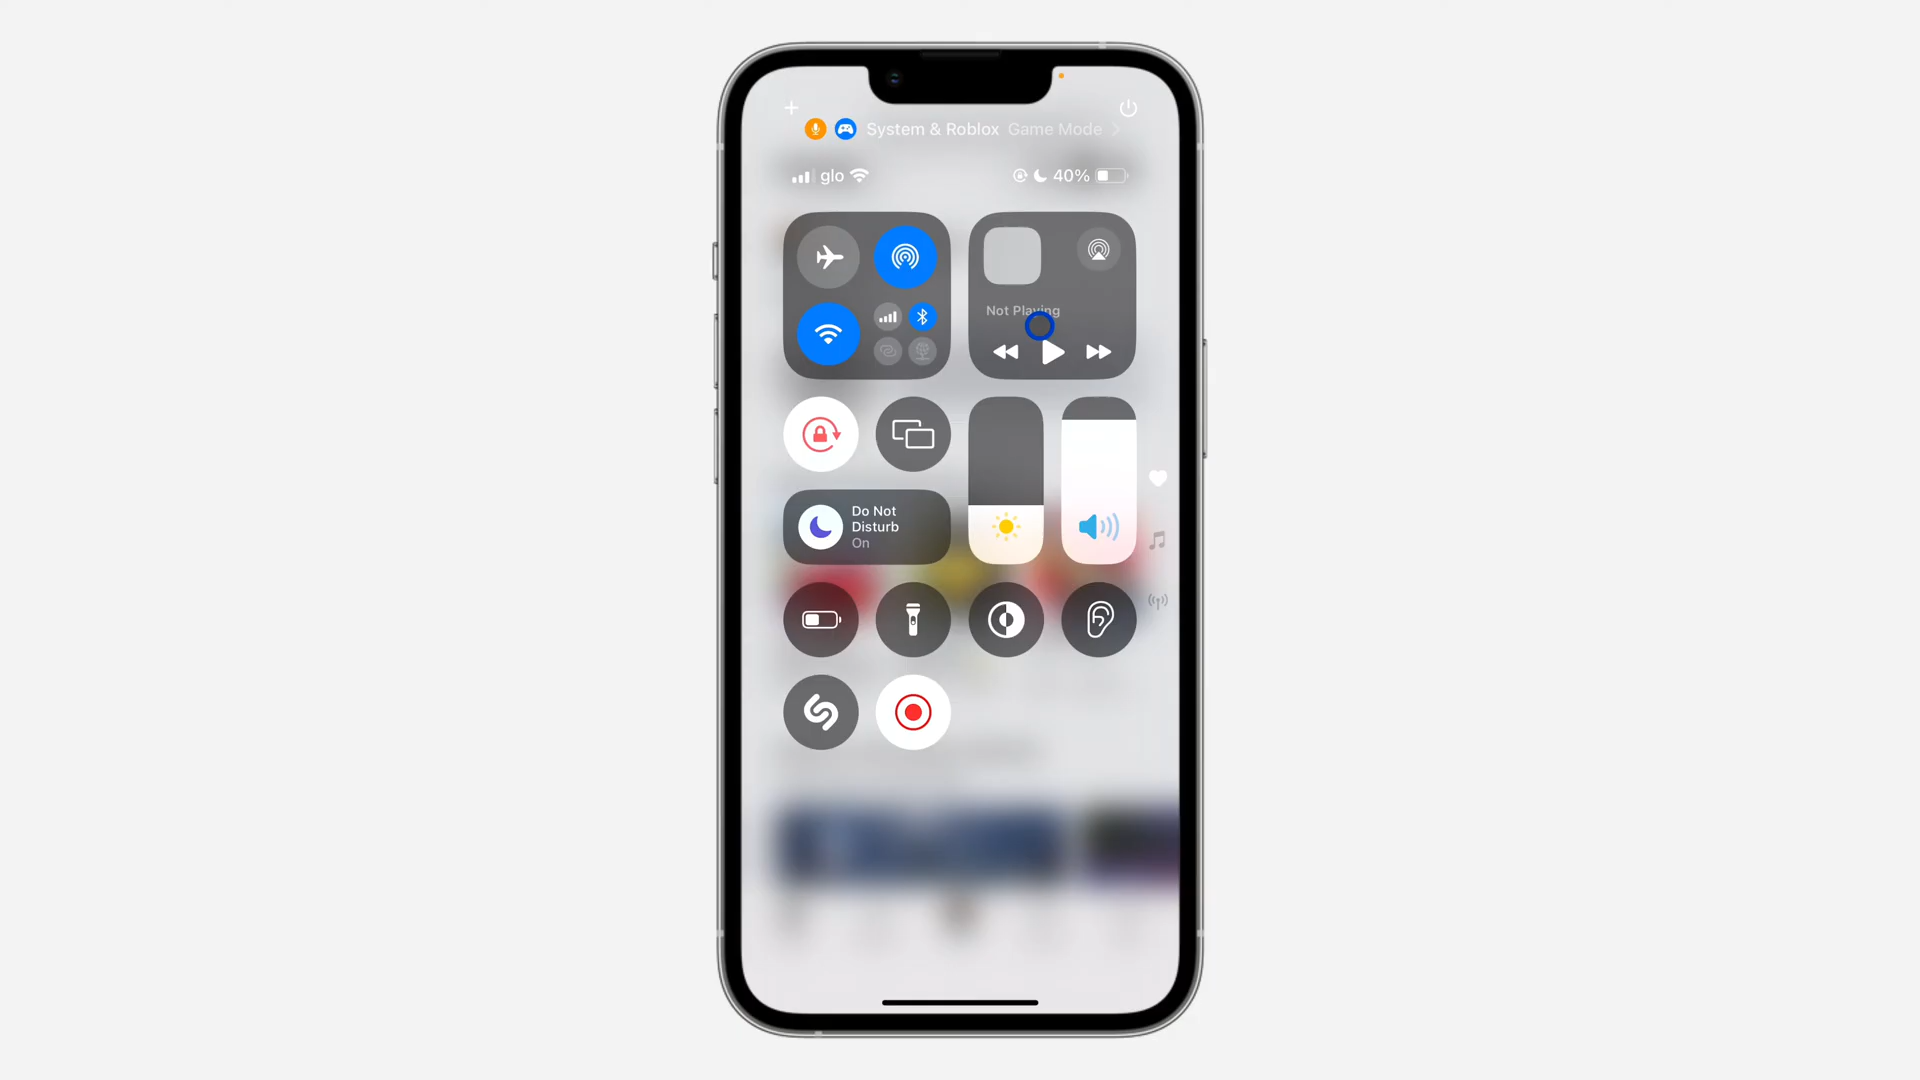 System & Roblox Game Mode
glo 40%
Not Playing
Do Not
Disturb
On